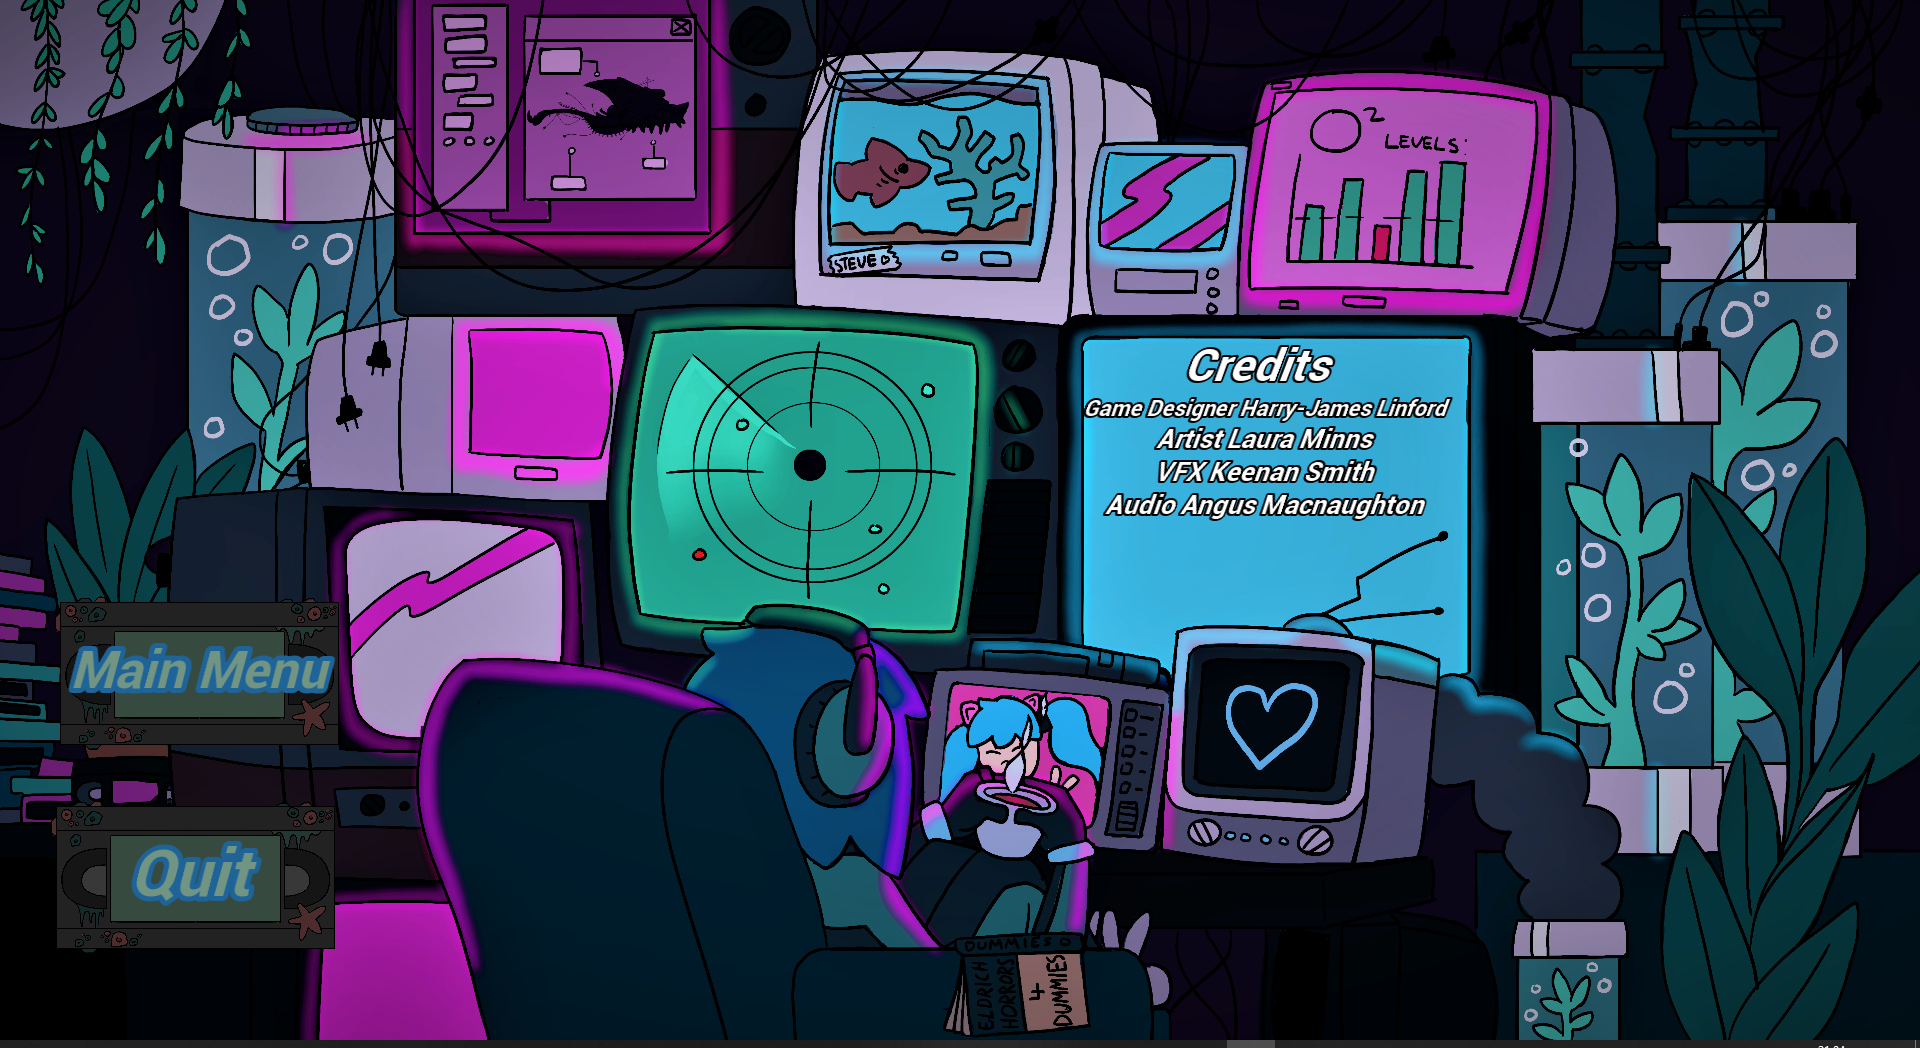 2
LEVELS:
STEVE
Credits
Game Designer Harry-James Linford
Artist Laura Minns
VFX Keenan Smith
Audio Angus Macnaughton
Main Menu
Quit
DUMMIES
ELDRICH
HORRORS
4
DUMMIES